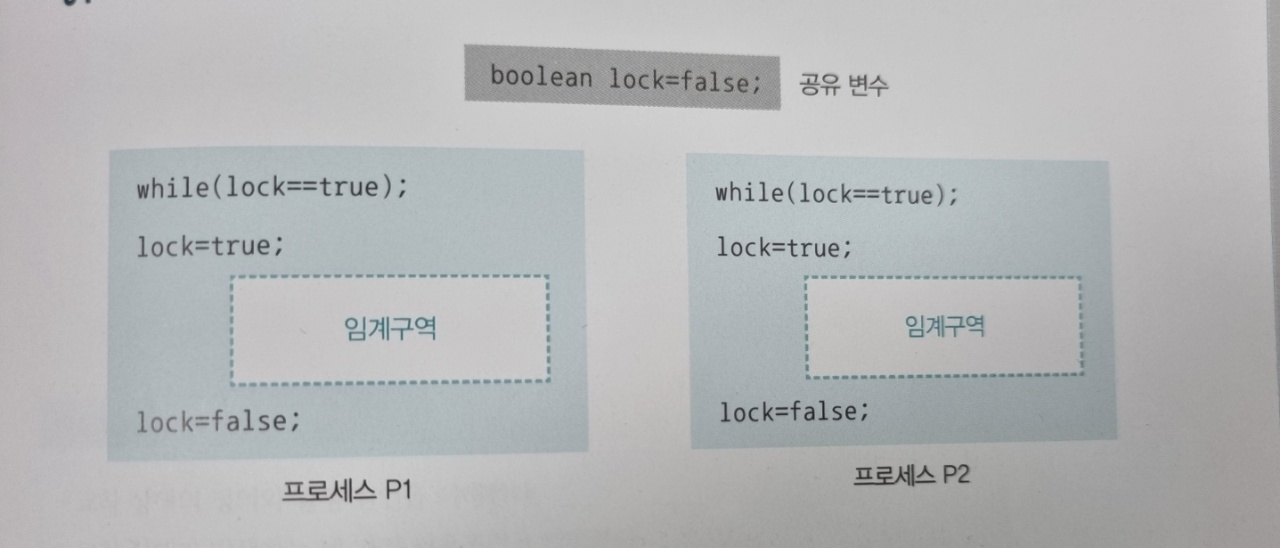 boolean lock=false; 공유 변수
while(lock==true);
lock=true;
임계구역
lock=false;
프로세스 P1
while(lock==true);
lock=true;
임계구역
lock=false;
프로세스 P2